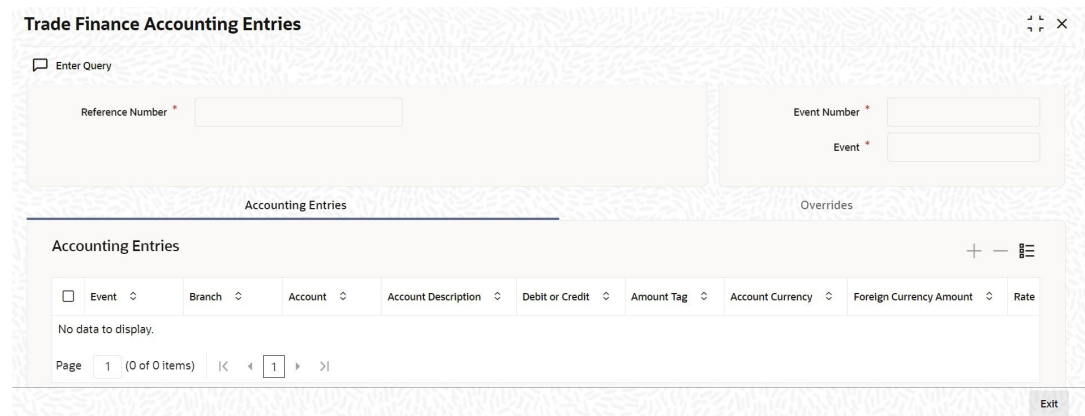 Trade Finance Accounting Entries
Enter Query
Reference Number *
Event Number *
Event *
Accounting Entries Overrides
Accounting Entries
Event Branch Account Account Description Debit or Credit Amount Tag Account Currency Foreign Currency Amount Rate
No data to display.
Page 1 (0 of 0 items) 1
Exit